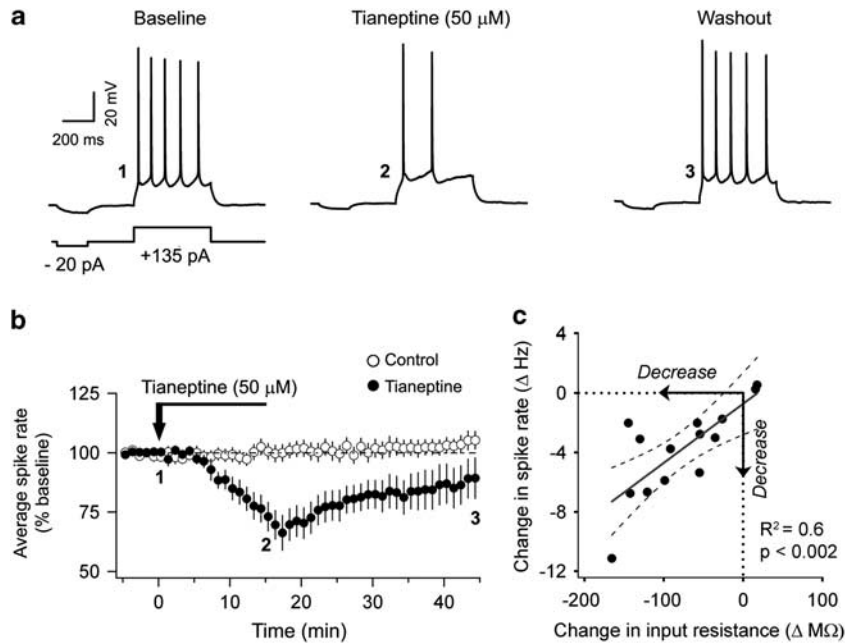 a
Baseline
Tianeptine (50 µM)
Washout
20 mV
200 ms
1
2
3
- 20 pA
+135 pA
b
Control
Tianeptine
Tianeptine (50 µM)
Average spike rate
(% baseline)
125
100
75
50
1
2
3
0
10
20
30
40
Time (min)
c
Change in spike rate (Δ Hz)
4
0
-4
-8
-12
Decrease
Decrease
R² = 0.6
p < 0.002
-200
-100
0
100
Change in input resistance (Δ MΩ)